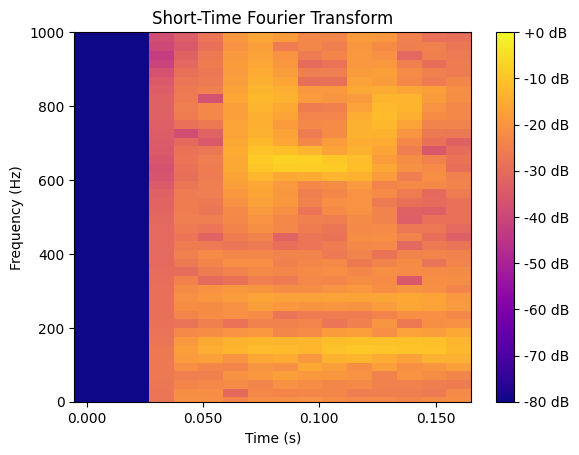 Short-Time Fourier Transform
1000
800
600
400
200
0
Frequency (Hz)
0.000
0.050
0.100
0.150
Time (s)
+0 dB
-10 dB
-20 dB
-30 dB
-40 dB
-50 dB
-60 dB
-70 dB
-80 dB